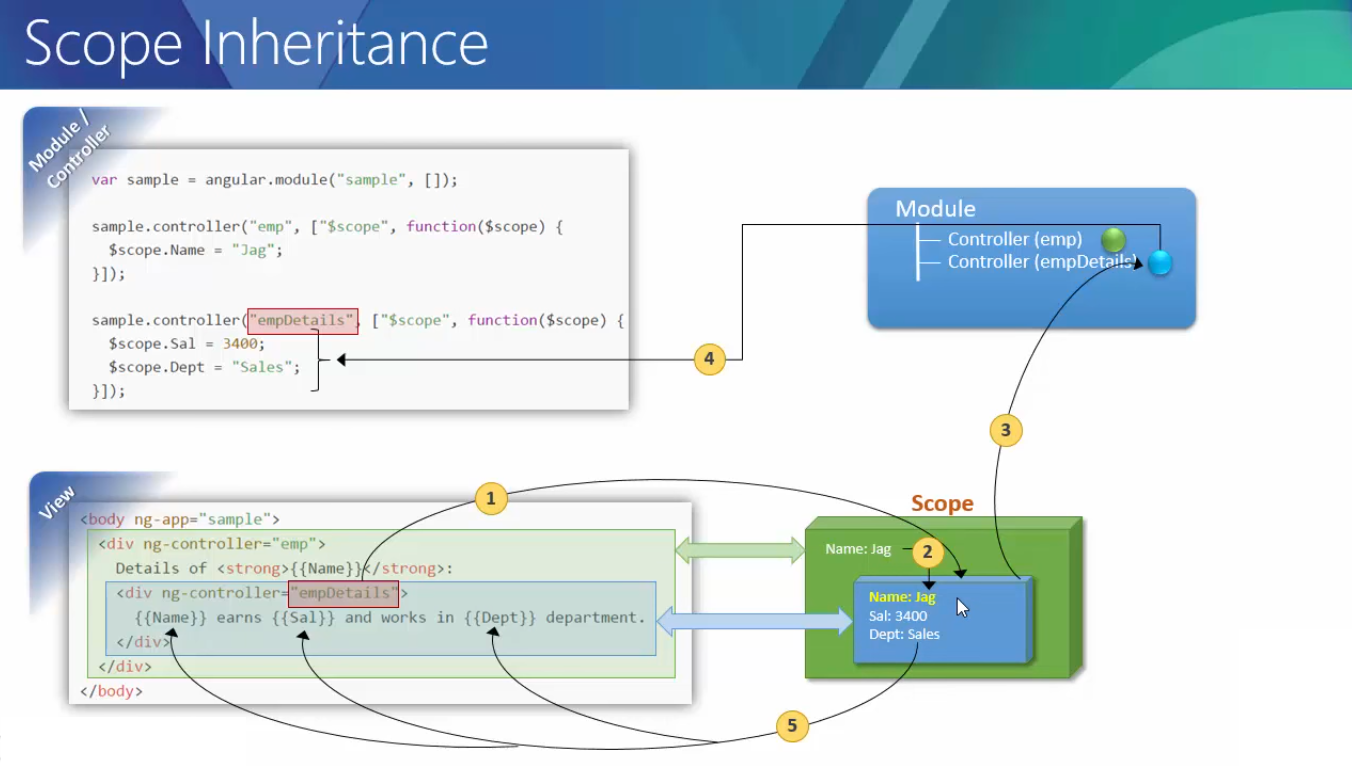 Scope Inheritance
Module /
Controller
var sample = angular.module("sample", []);
sample.controller("emp", ["$scope", function($scope) {
$scope.Name = "Jag";
}]);
sample.controller("empDetails", ["$scope", function($scope) {
$scope.Sal = 3400;
$scope.Dept = "Sales";
}]);
Module
Controller (emp)
Controller (empDetails)
4
3
View
1
<body ng-app="sample">
<div ng-controller="emp">
Details of <strong>{{Name}}</strong>:
<div ng-controller="empDetails">
{{Name}} earns {{Sal}} and works in {{Dept}} department.
</div>
</div>
</body>
Scope
Name: Jag
2
Name: Jag
Sal: 3400
Dept: Sales
5